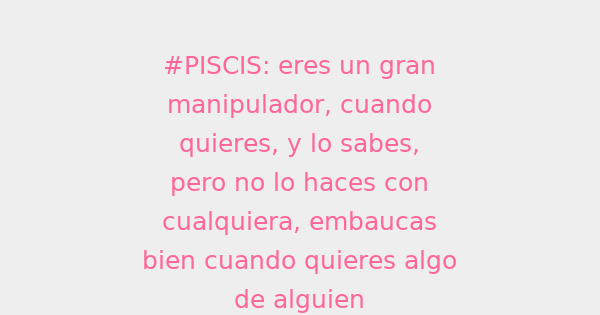 #PISCIS: eres un gran
manipulador, cuando
quieres, y lo sabes,
pero no lo haces con
cualquiera, embaucas
bien cuando quieres algo
de alguien